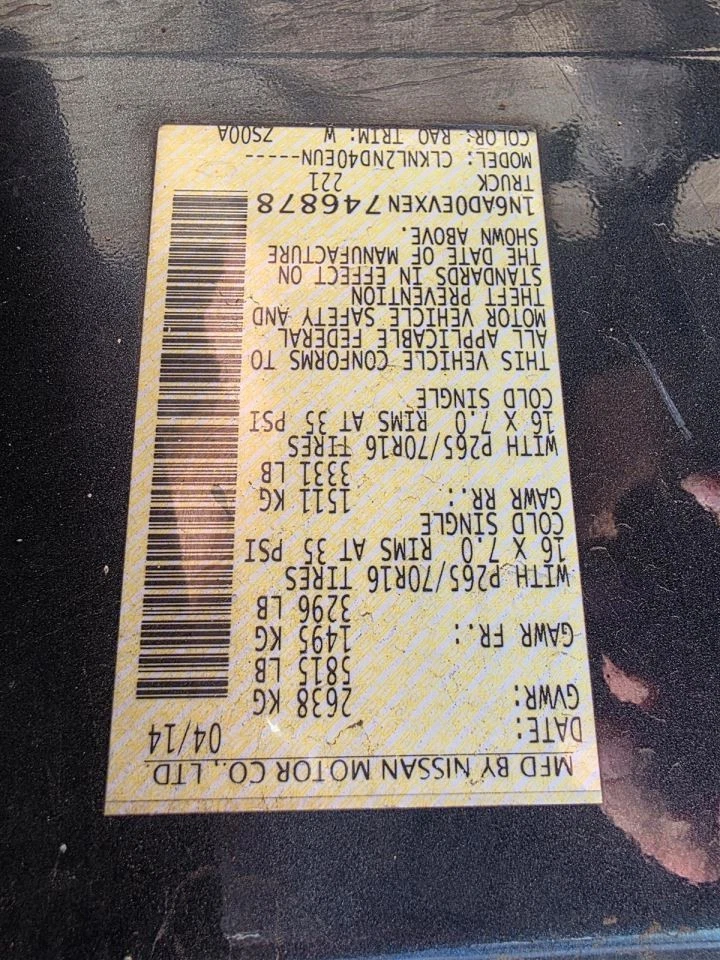 MFD BY NISSAN MOTOR CO., LTD
DATE: 04/14
GVWR: 2638 KG
5815 LB
GAWR FR.: 1495 KG
3296 LB
WITH P265/70R16 TIRES
16 X 7.0 RIMS AT 35 PSI
COLD SINGLE
GAWR RR.: 1511 KG
3331 LB
WITH P265/70R16 TIRES
16 X 7.0 RIMS AT 35 PSI
COLD SINGLE
THIS VEHICLE CONFORMS TO
ALL APPLICABLE FEDERAL
MOTOR VEHICLE SAFETY AND
THEFT PREVENTION
STANDARDS IN EFFECT ON
THE DATE OF MANUFACTURE
SHOWN ABOVE.
1N6AD0EVXEN746878
TRUCK 221
MODEL: CLKNL2ND40EUN-----
COLOR: RAO TRIM: W ZS00A